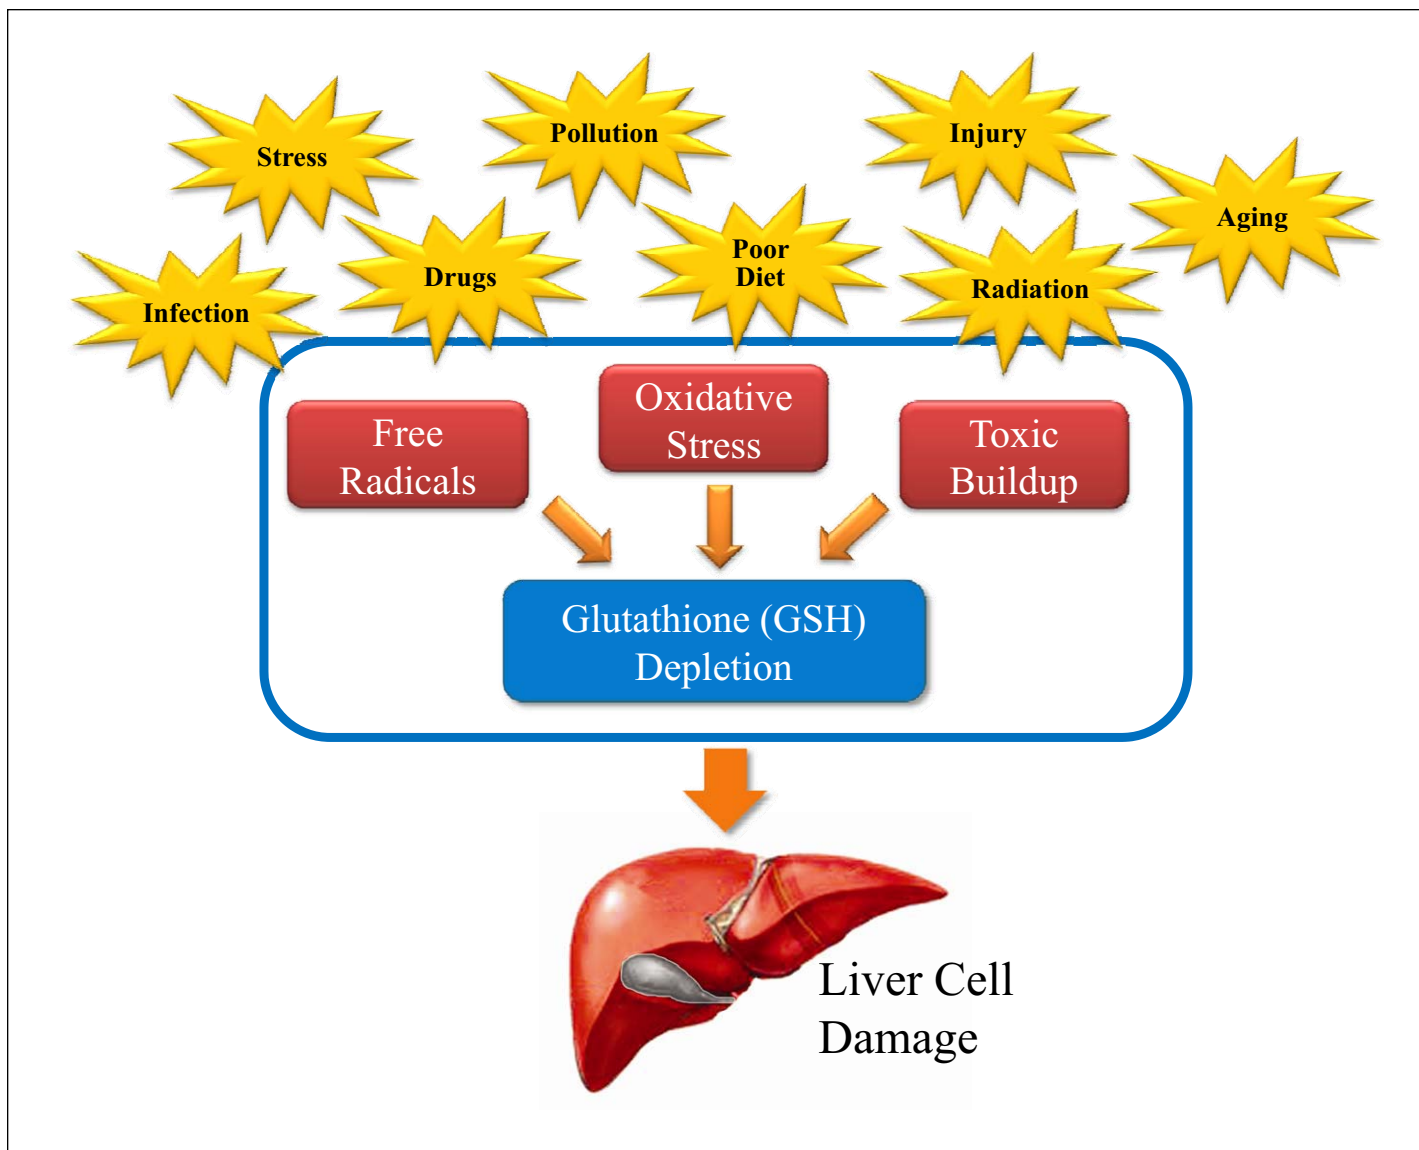 Stress
Pollution
Injury
Aging
Infection
Drugs
Poor
Diet
Radiation
Free
Radicals
Oxidative
Stress
Toxic
Buildup
Glutathione (GSH)
Depletion
Liver Cell
Damage